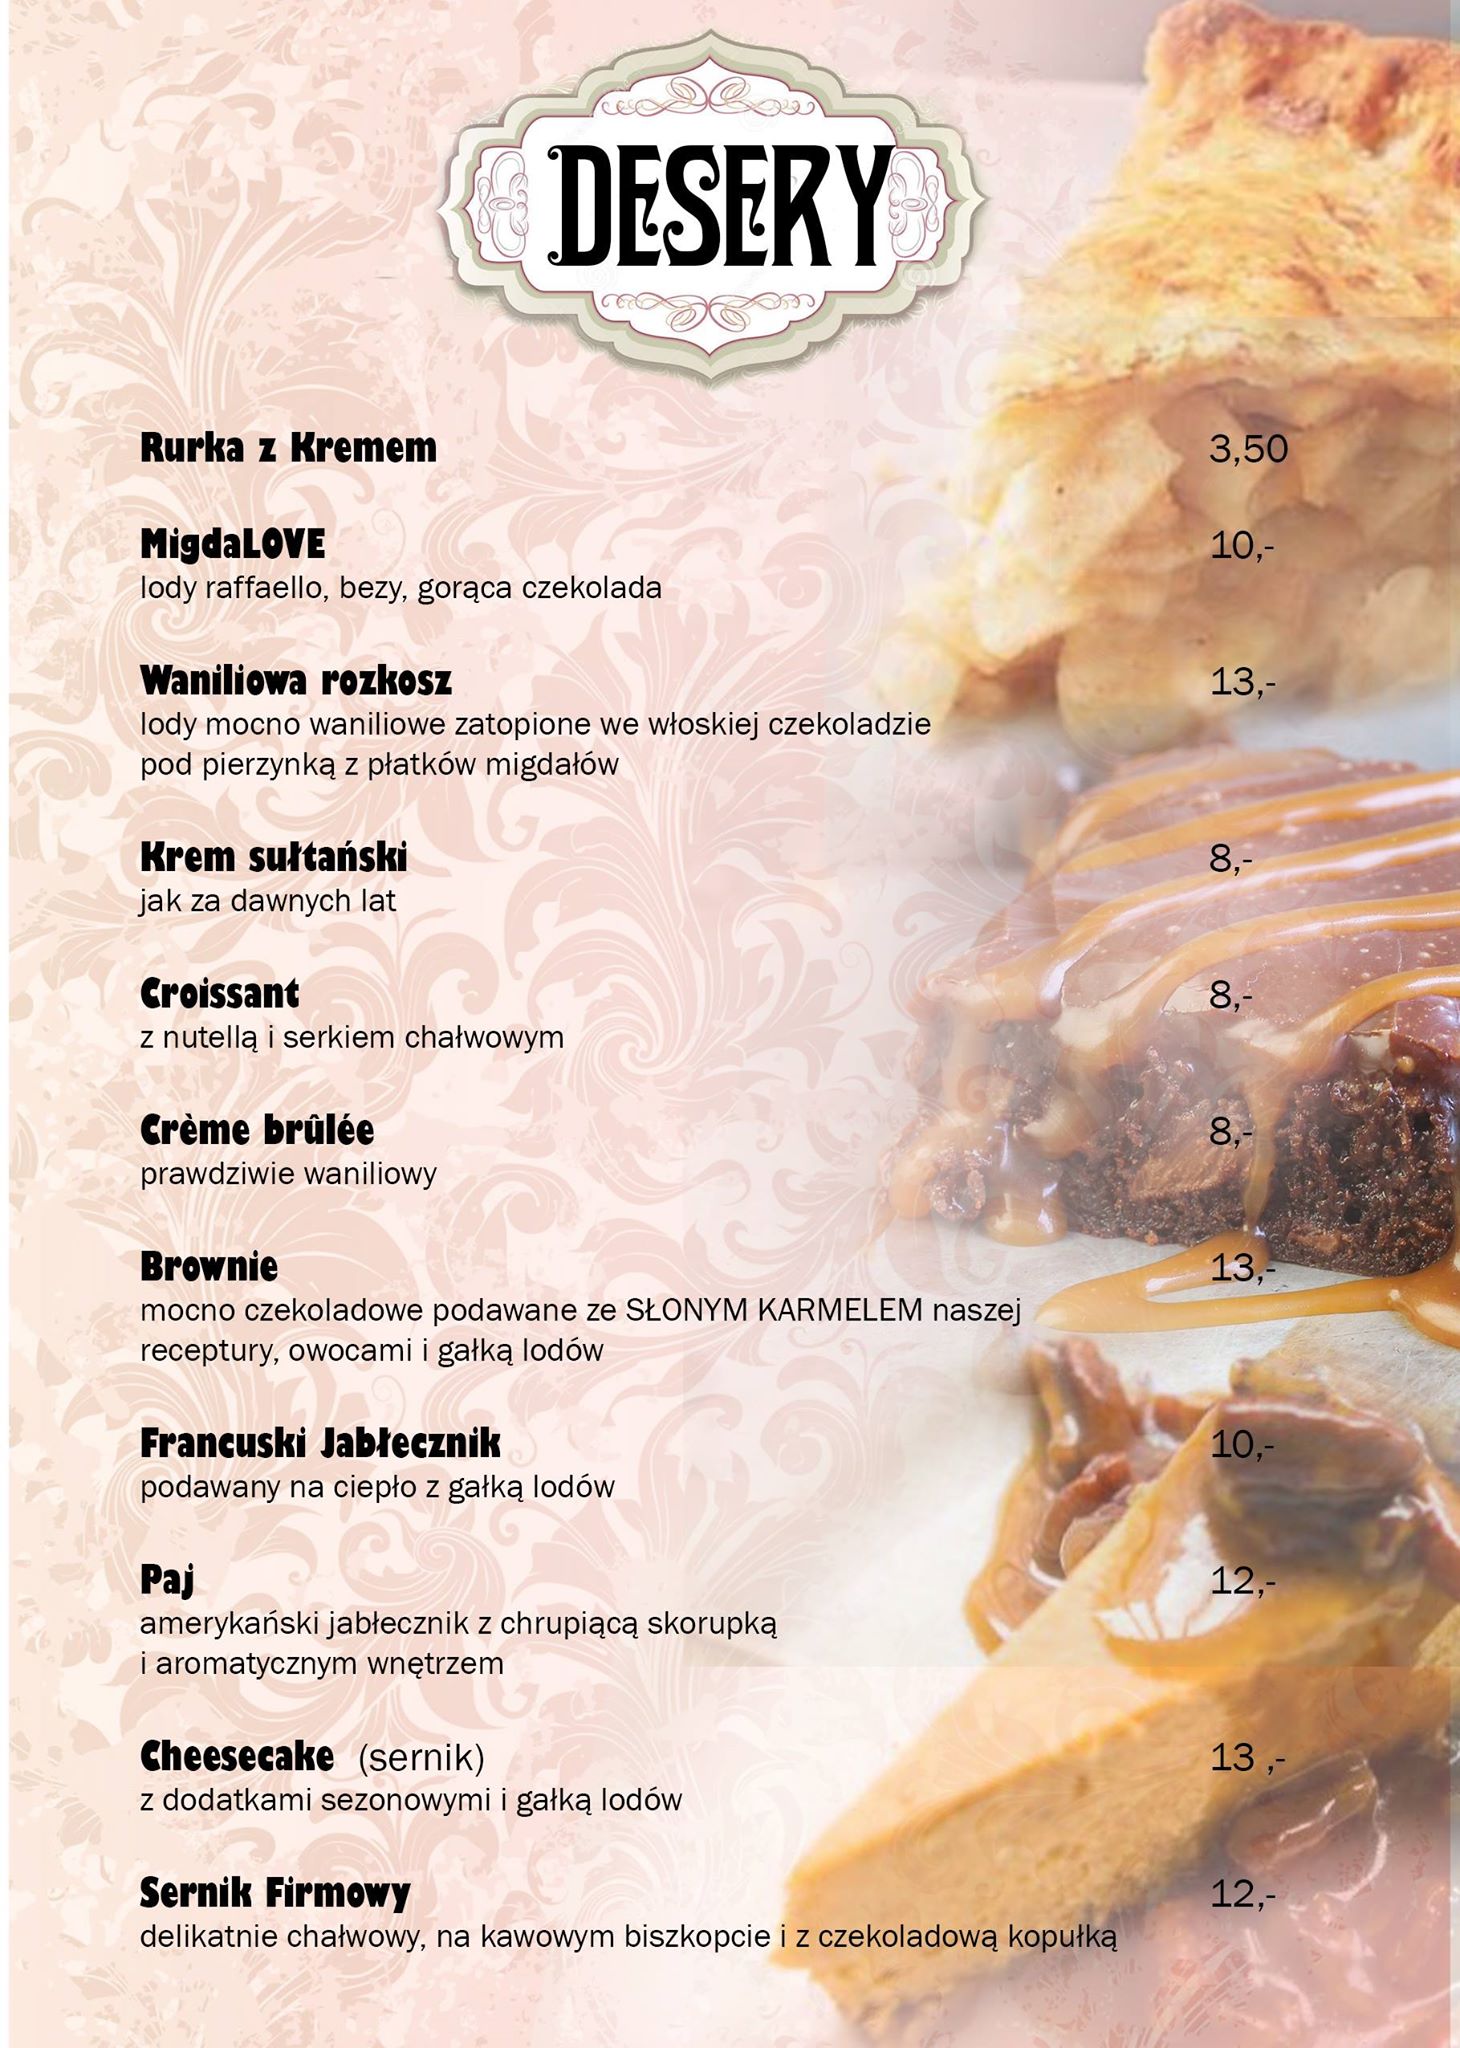 DESERY
Rurka z Kremem 3,50
MigdaLOVE 10,-
lody raffaello, bezy, gorąca czekolada
Waniliowa rozkosz 13,-
lody mocno waniliowe zatopione we włoskiej czekoladzie
pod pierzynką z płatków migdałów
Krem sułtański 8,-
jak za dawnych lat
Croissant 8,-
z nutellą i serkiem chałwowym
Crème brûlée 8,-
prawdziwie waniliowy
Brownie 13,-
mocno czekoladowe podawane ze SŁONYM KARMELEM naszej
receptury, owocami i gałką lodów
Francuski Jabłecznik 10,-
podawany na ciepło z gałką lodów
Paj 12,-
amerykański jabłecznik z chrupiącą skorupką
i aromatycznym wnętrzem
Cheesecake (sernik) 13 ,-
z dodatkami sezonowymi i gałką lodów
Sernik Firmowy 12,-
delikatnie chałwowy, na kawowym biszkopcie i z czekoladową kopułką